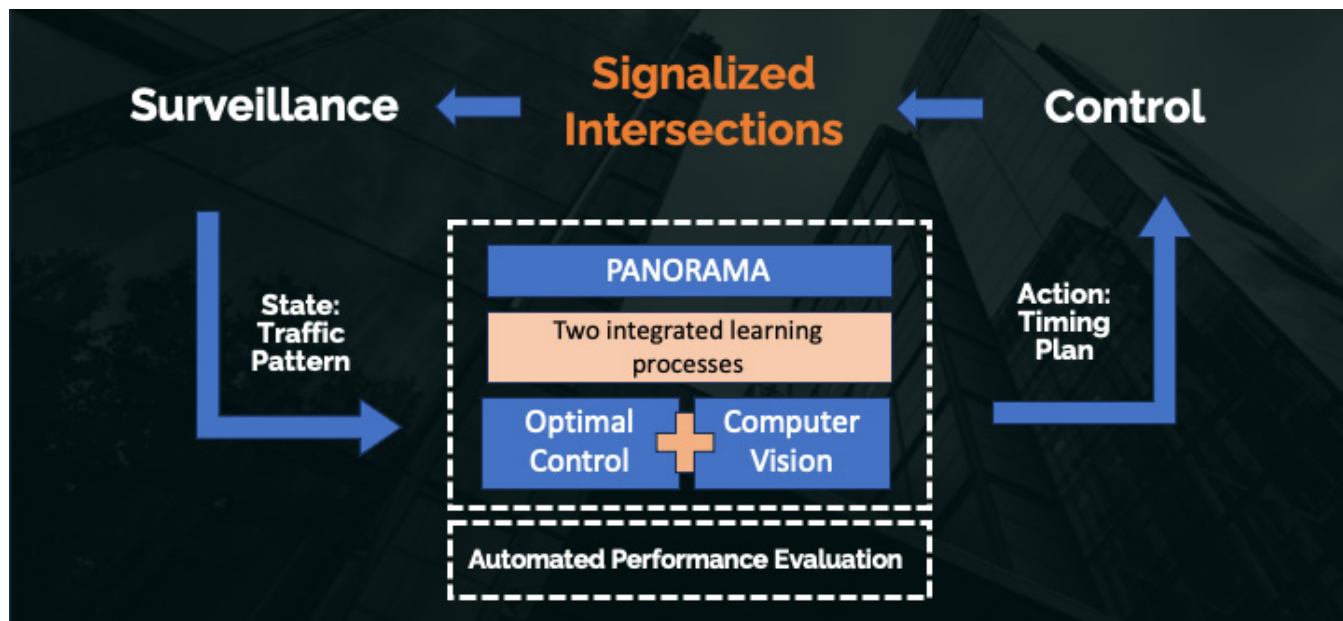 Surveillance
Signalized
Intersections
Control
State:
Traffic
Pattern
PANORAMA
Two integrated learning
processes
Optimal
Control
Computer
Vision
Action:
Timing
Plan
Automated Performance Evaluation